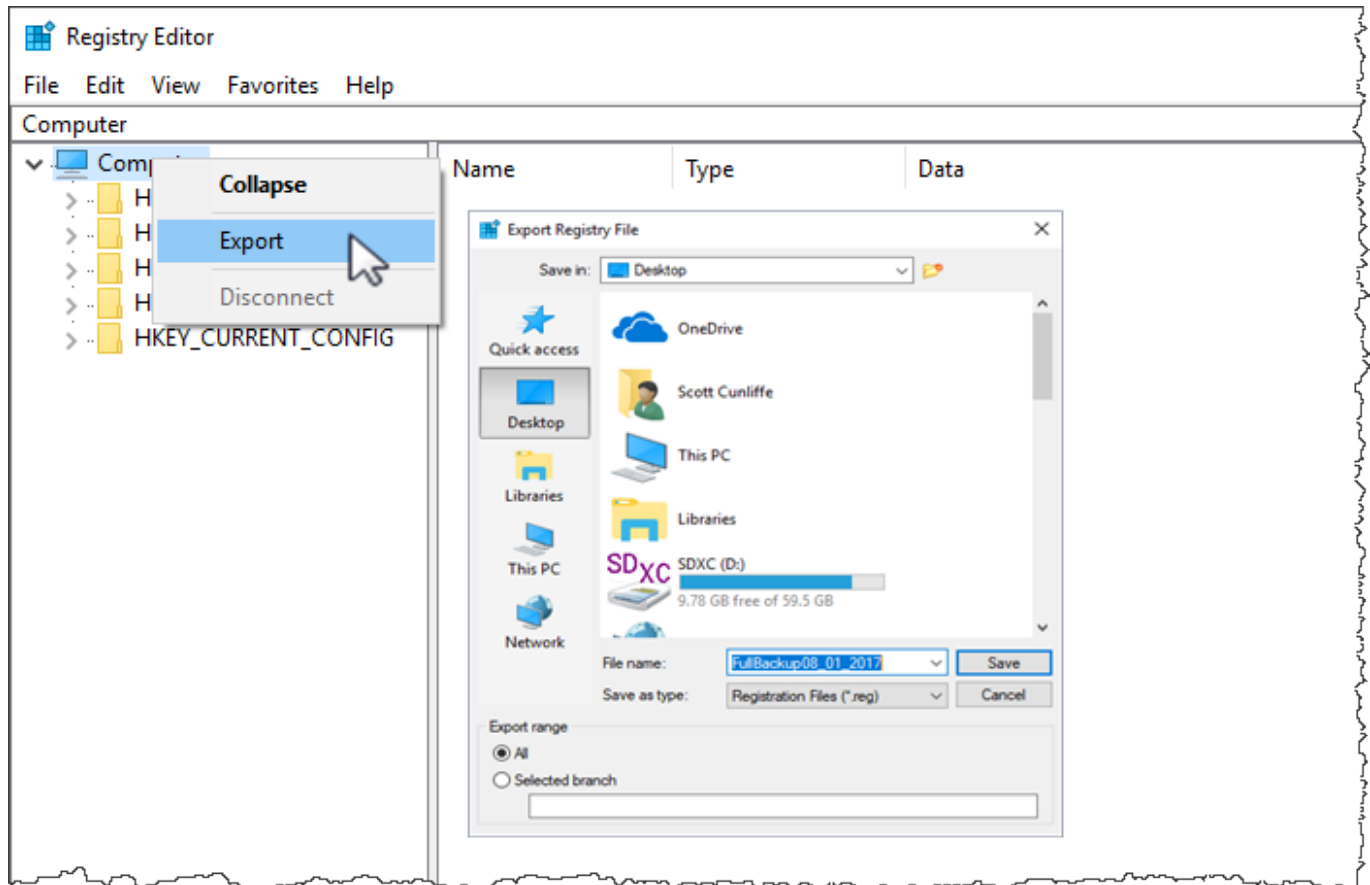 Registry Editor
File Edit View Favorites Help
Computer
Comp
Name Type Data
Collapse
H
H
Export
H
H
Disconnect
HKEY_CURRENT_CONFIG
Export Registry File
Save in: Desktop
Quick access
Desktop
Libraries
This PC
Network
OneDrive
Scott Cunliffe
This PC
Libraries
SDXC
SDXC (D:)
9.78 GB free of 59.5 GB
File name: FullBackup08_01_2017 Save
Save as type: Registration Files (*.reg) Cancel
Export range
All
Selected branch